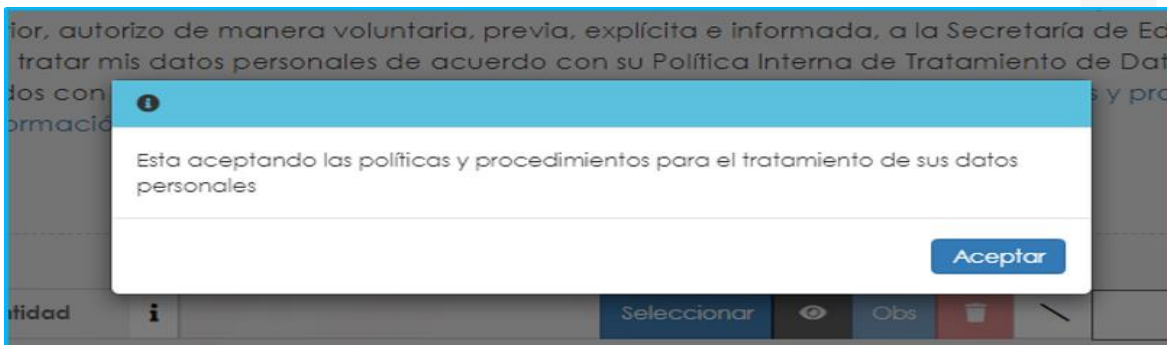 ior, autorizo de manera voluntaria, previa, explícita e informada, a la Secretaría de Ed
tratar mis datos personales de acuerdo con su Política Interna de Tratamiento de Dat
dos con
s y pro
ormació
Esta aceptando las políticas y procedimientos para el tratamiento de sus datos
personales
Aceptar
ntidad
Seleccionar
Obs